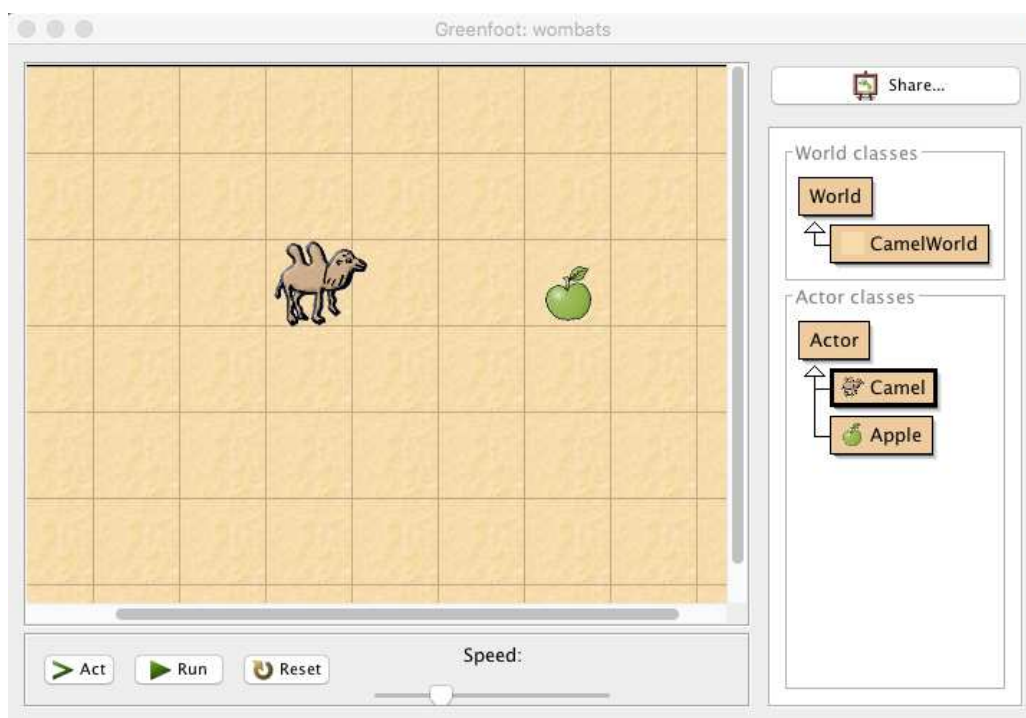 Greenfoot: wombats
Share...
World classes
World
CamelWorld
Actor classes
Actor
Camel
Apple
Act
Run
Reset
Speed: